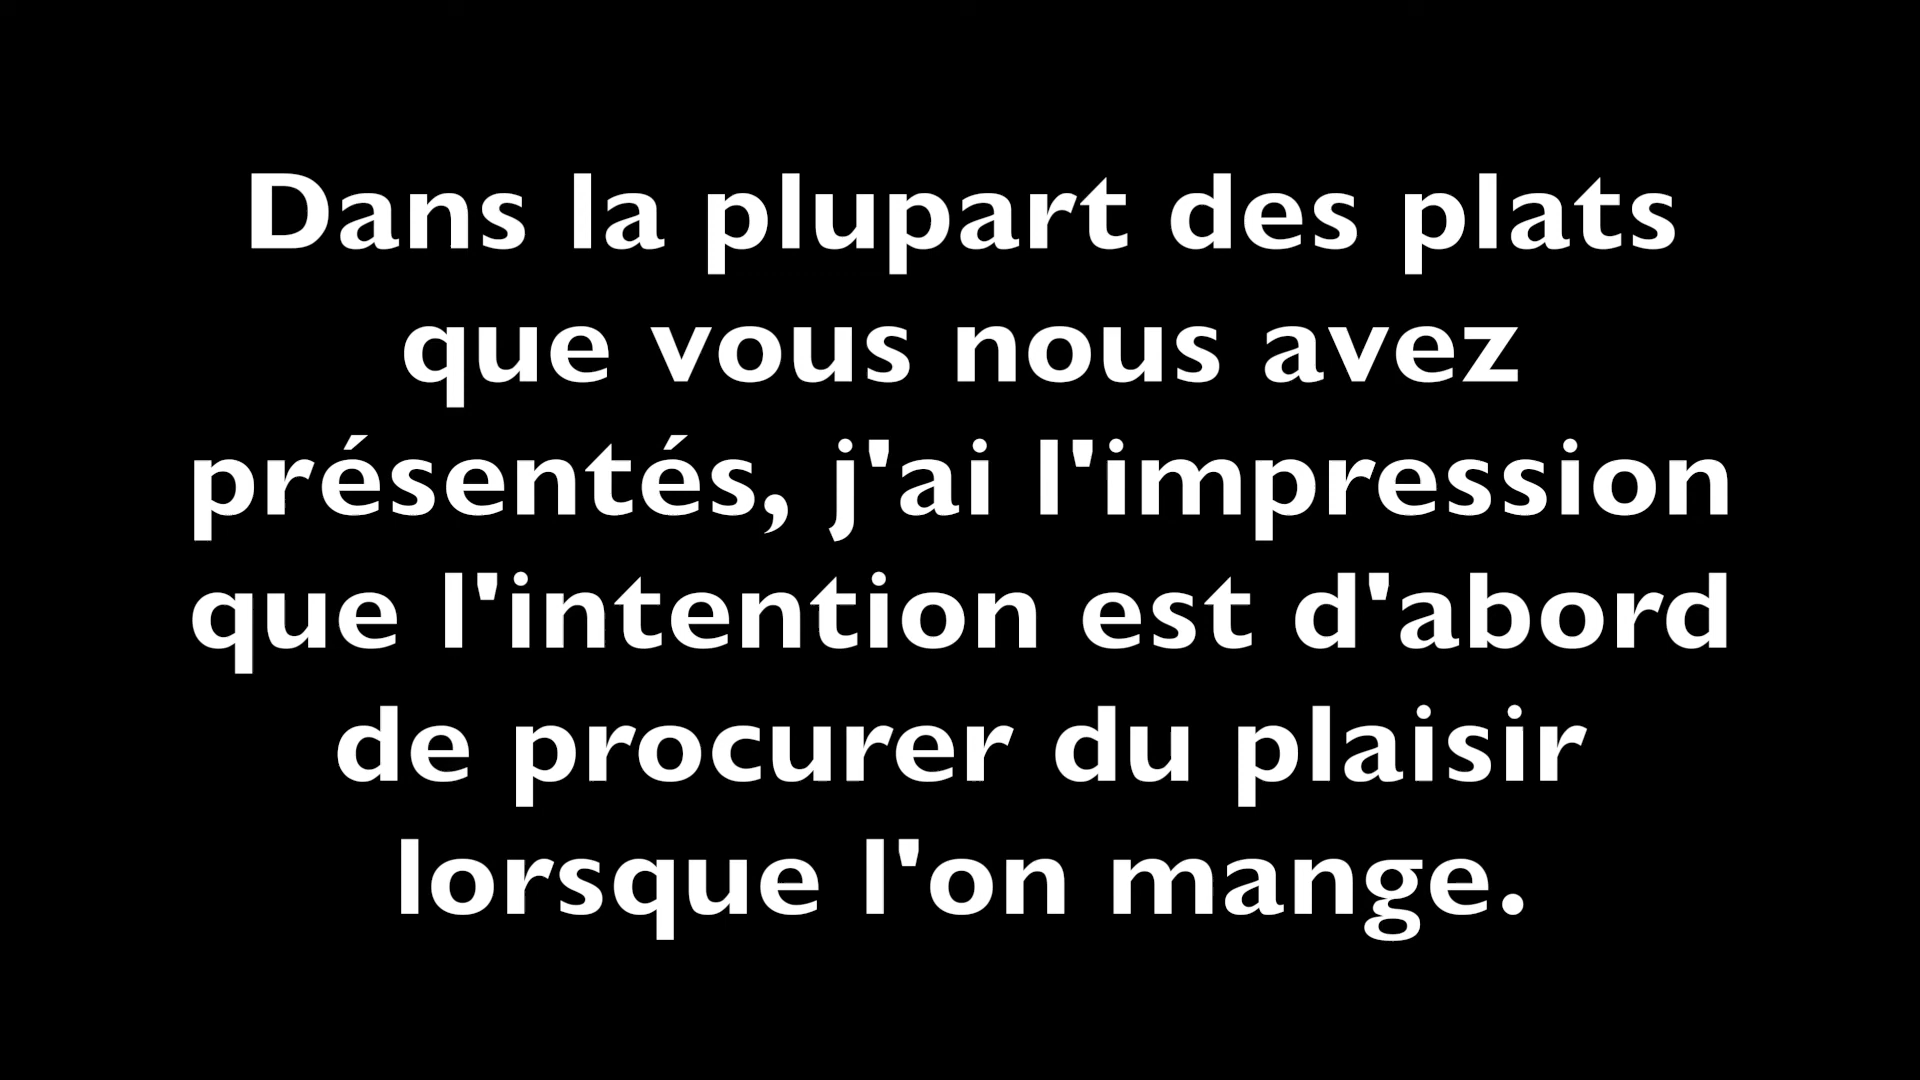 Dans la plupart des plats
que vous nous avez
présentés, j'ai l'impression
que l'intention est d'abord
de procurer du plaisir
lorsque l'on mange.